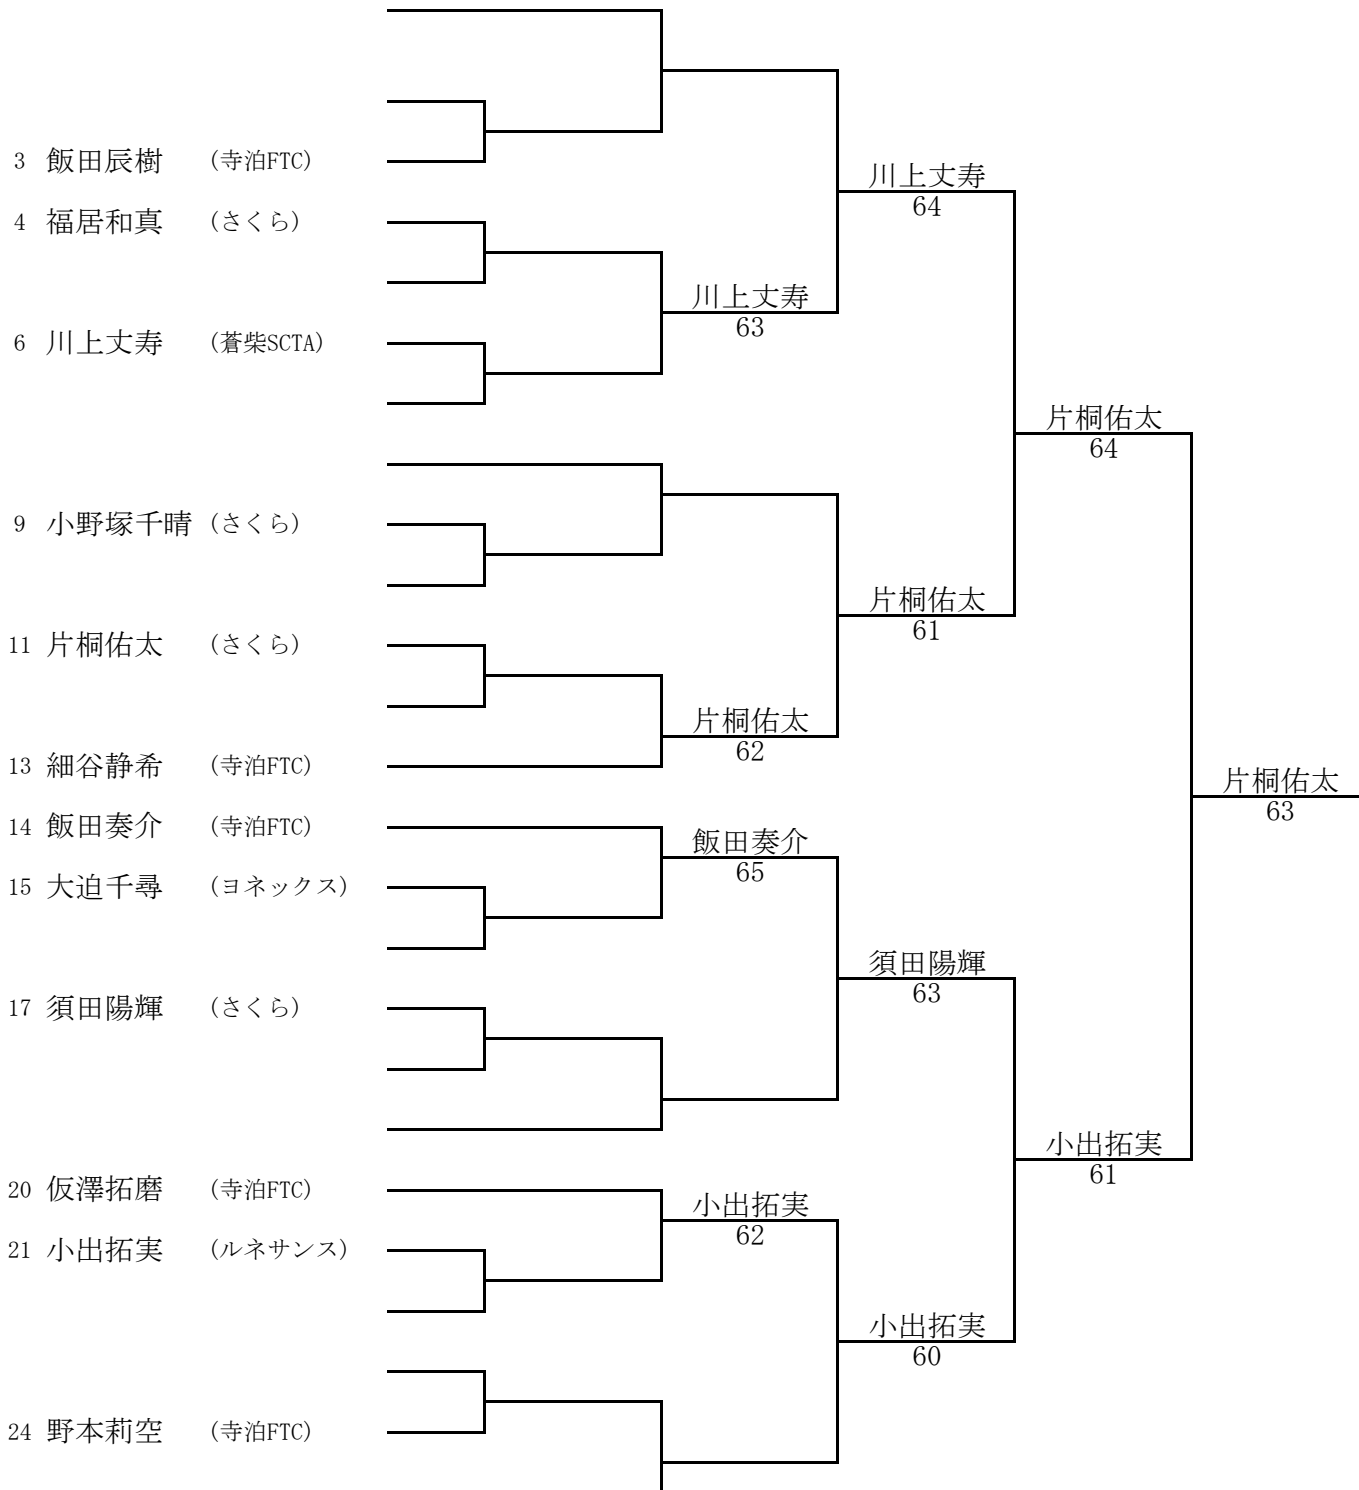 3 飯田辰樹 (寺泊FTC)
川上丈寿
64
4 福居和真 (さくら)
川上丈寿
63
6 川上丈寿 (蒼柴SCTA)
片桐佑太
64
9 小野塚千晴 (さくら)
片桐佑太
61
11 片桐佑太 (さくら)
片桐佑太
62
13 細谷静希 (寺泊FTC)
片桐佑太
63
14 飯田奏介 (寺泊FTC)
飯田奏介
65
15 大迫千尋 (ヨネックス)
須田陽輝
63
17 須田陽輝 (さくら)
小出拓実
61
20 仮澤拓磨 (寺泊FTC)
小出拓実
62
21 小出拓実 (ルネサンス)
小出拓実
60
24 野本莉空 (寺泊FTC)